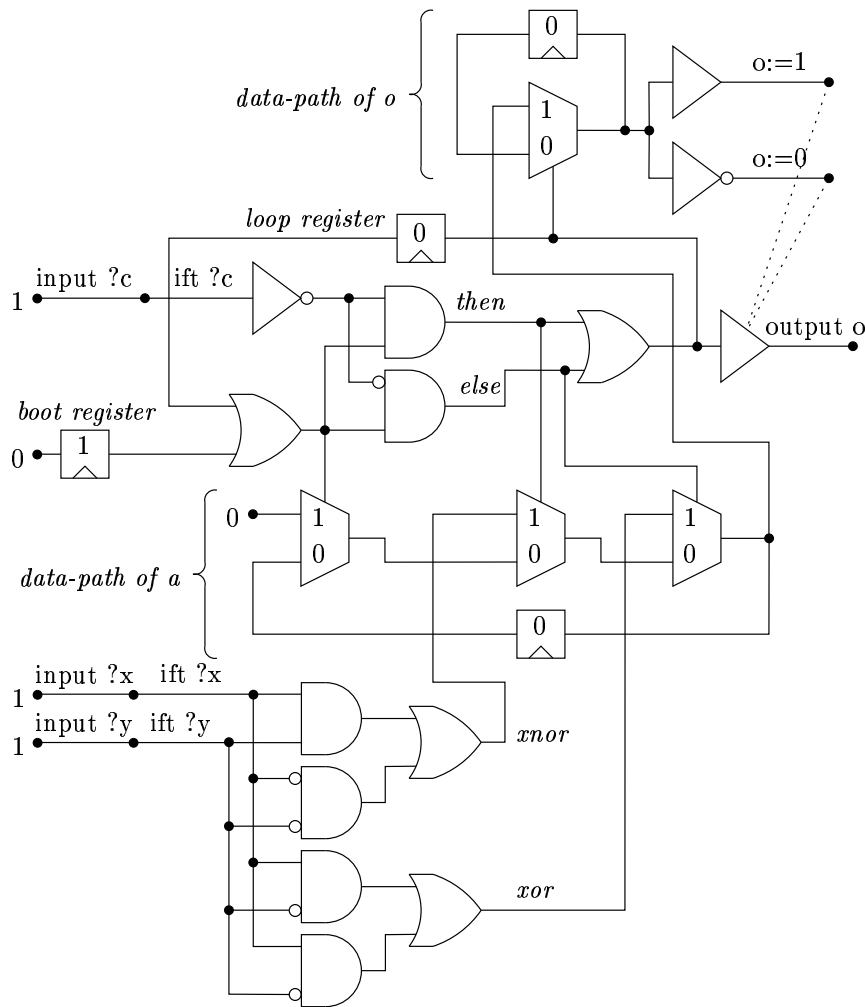 0
o:=1
data-path of o
1
0
o:=0
loop register
0
input ?c
ift ?c
1
then
output o
else
boot register
0
1
0
1
0
1
0
1
0
data-path of a
0
input ?x
ift ?x
1
input ?y
ift ?y
1
xnor
xor